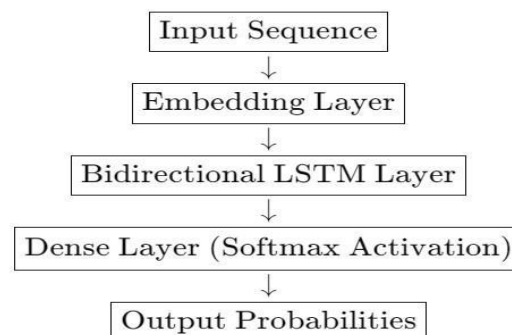 Input Sequence
↓
Embedding Layer
↓
Bidirectional LSTM Layer
↓
Dense Layer (Softmax Activation)
↓
Output Probabilities